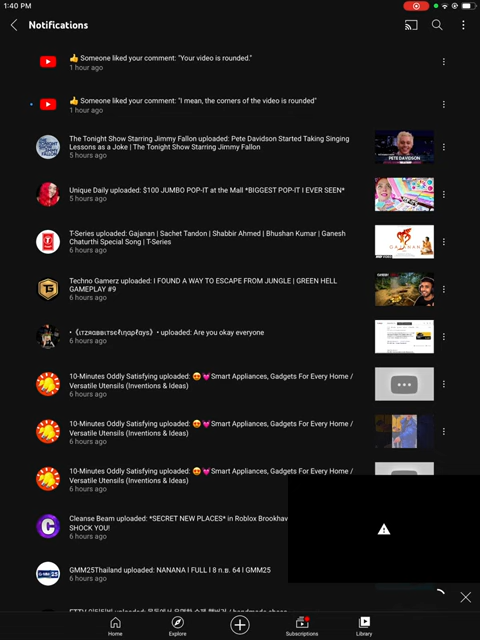 1:40 PM
Notifications
👍 Someone liked your comment: "Your video is rounded."
1 hour ago
👍 Someone liked your comment: "I mean, the corners of the video is rounded"
1 hour ago
The Tonight Show Starring Jimmy Fallon uploaded: Pete Davidson Started Taking Singing
Lessons as a Joke | The Tonight Show Starring Jimmy Fallon
5 hours ago
PETE DAVIDSON
Unique Daily uploaded: $100 JUMBO POP-IT at the Mall *BIGGEST POP-IT I EVER SEEN*
5 hours ago
T-Series uploaded: Gajanan | Sachet Tandon | Shabbir Ahmed | Bhushan Kumar | Ganesh
Chaturthi Special Song | T-Series
6 hours ago
Techno Gamerz uploaded: I FOUND A WAY TO ESCAPE FROM JUNGLE | GREEN HELL
GAMEPLAY #9
6 hours ago
uploaded: Are you okay everyone
6 hours ago
10-Minutes Oddly Satisfying uploaded: 😍💓Smart Appliances, Gadgets For Every Home /
Versatile Utensils (Inventions & Ideas)
6 hours ago
10-Minutes Oddly Satisfying uploaded: 😍💓Smart Appliances, Gadgets For Every Home /
Versatile Utensils (Inventions & Ideas)
6 hours ago
10-Minutes Oddly Satisfying uploaded: 😍💓Smart Appliances, Gadgets For Every Home /
Versatile Utensils (Inventions & Ideas)
6 hours ago
Cleanse Beam uploaded: *SECRET NEW PLACES* in Roblox Brookhav
SHOCK YOU!
6 hours ago
GMM25Thailand uploaded: NANANA l FULL l 8 ก.ย. 64 l GMM25
6 hours ago
Home
Explore
Subscriptions
Library